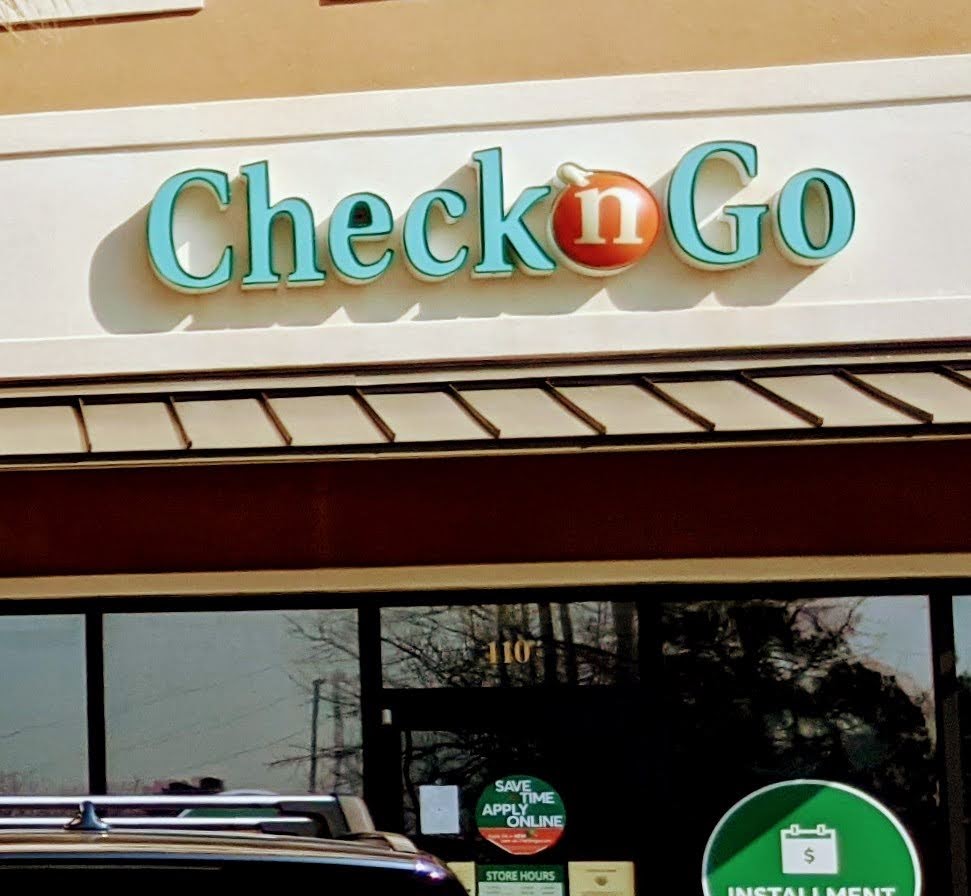 Check 'n Go
110
SAVE
TIME
APPLY
ONLINE
STORE HOURS
$
INSTALLMENT